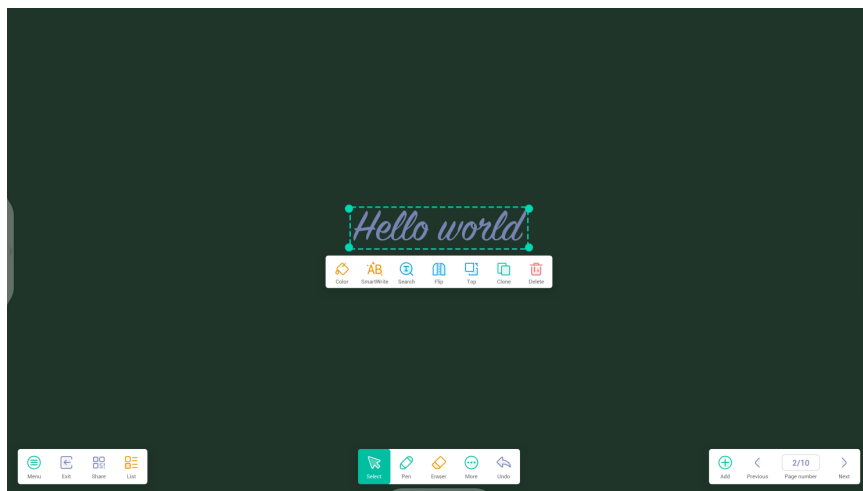 Hello world
Color SmartWrite Search Flip Top Clone Delete
Menu Exit Share List Select Pen Eraser More Undo Add Previous 2/10 Page number Next